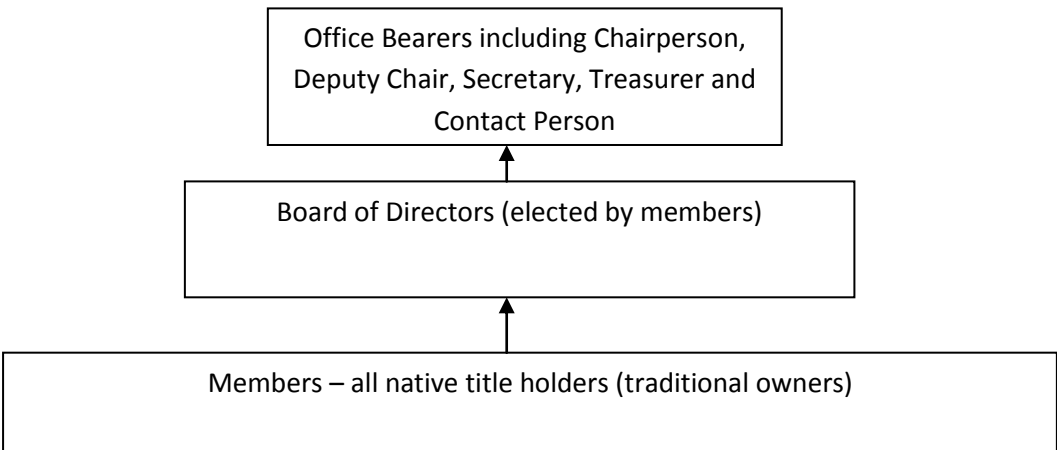 Office Bearers including Chairperson,
Deputy Chair, Secretary, Treasurer and
Contact Person
Board of Directors (elected by members)
Members – all native title holders (traditional owners)